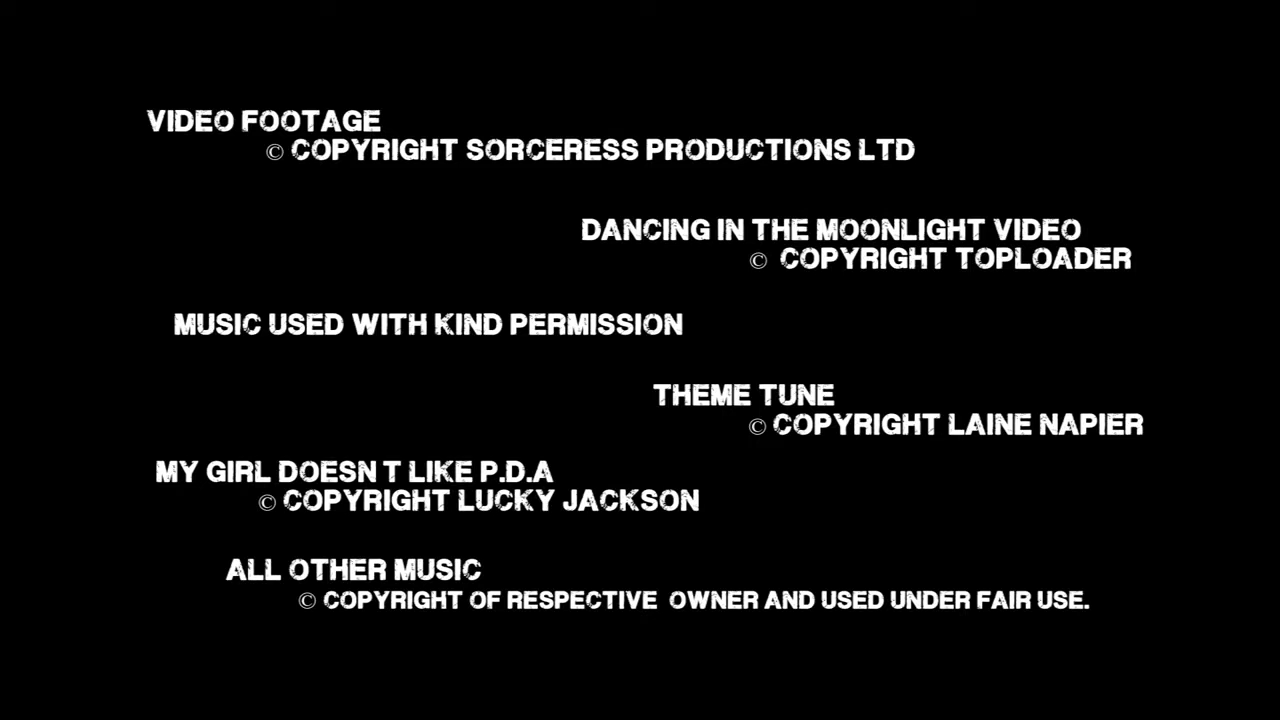 VIDEO FOOTAGE
© COPYRIGHT SORCERESS PRODUCTIONS LTD
DANCING IN THE MOONLIGHT VIDEO
© COPYRIGHT TOPLOADER
MUSIC USED WITH KIND PERMISSION
THEME TUNE
© COPYRIGHT LAINE NAPIER
MY GIRL DOESN T LIKE P.D.A
© COPYRIGHT LUCKY JACKSON
ALL OTHER MUSIC
© COPYRIGHT OF RESPECTIVE OWNER AND USED UNDER FAIR USE.